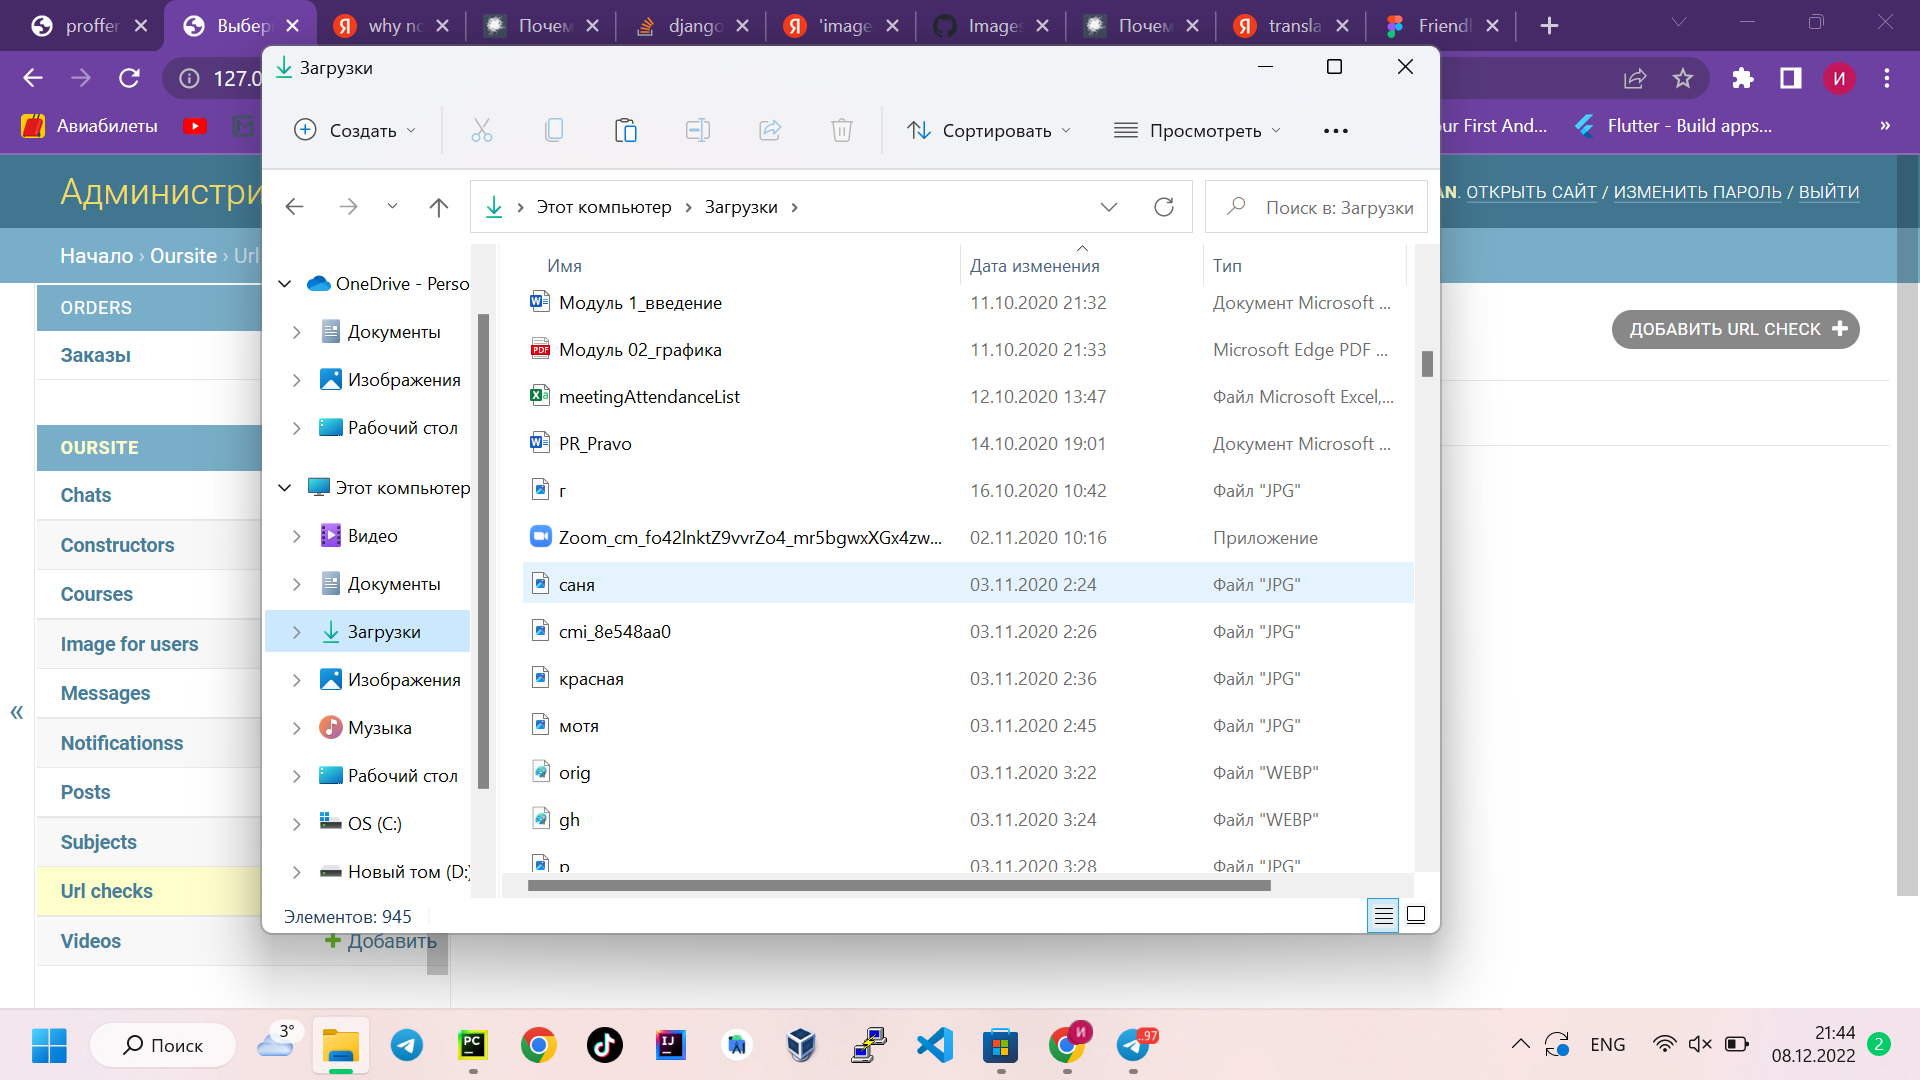 proffer
Выбер
why no
Почем
django
'image
Images
Почем
transla
Friendl
127.0
И
Авиабилеты
ur First And...
Flutter - Build apps...
»
Загрузки
Создать
Сортировать
Просмотреть
Этот компьютер
Загрузки
Поиск в: Загрузки
Администри
AN. ОТКРЫТЬ САЙТ / ИЗМЕНИТЬ ПАРОЛЬ / ВЫЙТИ
Начало › Oursite › Url
ДОБАВИТЬ URL CHECK +
ORDERS
Заказы
OURSITE
Chats
Constructors
Courses
Image for users
Messages
Notificationss
Posts
Subjects
Url checks
Videos
Добавить
«
OneDrive - Perso
Документы
Изображения
Рабочий стол
Этот компьютер
Видео
Документы
Загрузки
Изображения
Музыка
Рабочий стол
OS (C:)
Новый том (D:)
Имя Дата изменения Тип
Модуль 1_введение 11.10.2020 21:32 Документ Microsoft ...
Модуль 02_графика 11.10.2020 21:33 Microsoft Edge PDF ...
meetingAttendanceList 12.10.2020 13:47 Файл Microsoft Excel,...
PR_Pravo 14.10.2020 19:01 Документ Microsoft ...
г 16.10.2020 10:42 Файл "JPG"
Zoom_cm_fo42lnktZ9vvrZo4_mr5bgwxXGx4zw... 02.11.2020 10:16 Приложение
саня 03.11.2020 2:24 Файл "JPG"
cmi_8e548aa0 03.11.2020 2:26 Файл "JPG"
красная 03.11.2020 2:36 Файл "JPG"
мотя 03.11.2020 2:45 Файл "JPG"
orig 03.11.2020 3:22 Файл "WEBP"
gh 03.11.2020 3:24 Файл "WEBP"
р 03.11.2020 3:28 Файл "JPG"
Элементов: 945
3°
Поиск
PC
IJ
И
97
ENG
21:44
08.12.2022
2